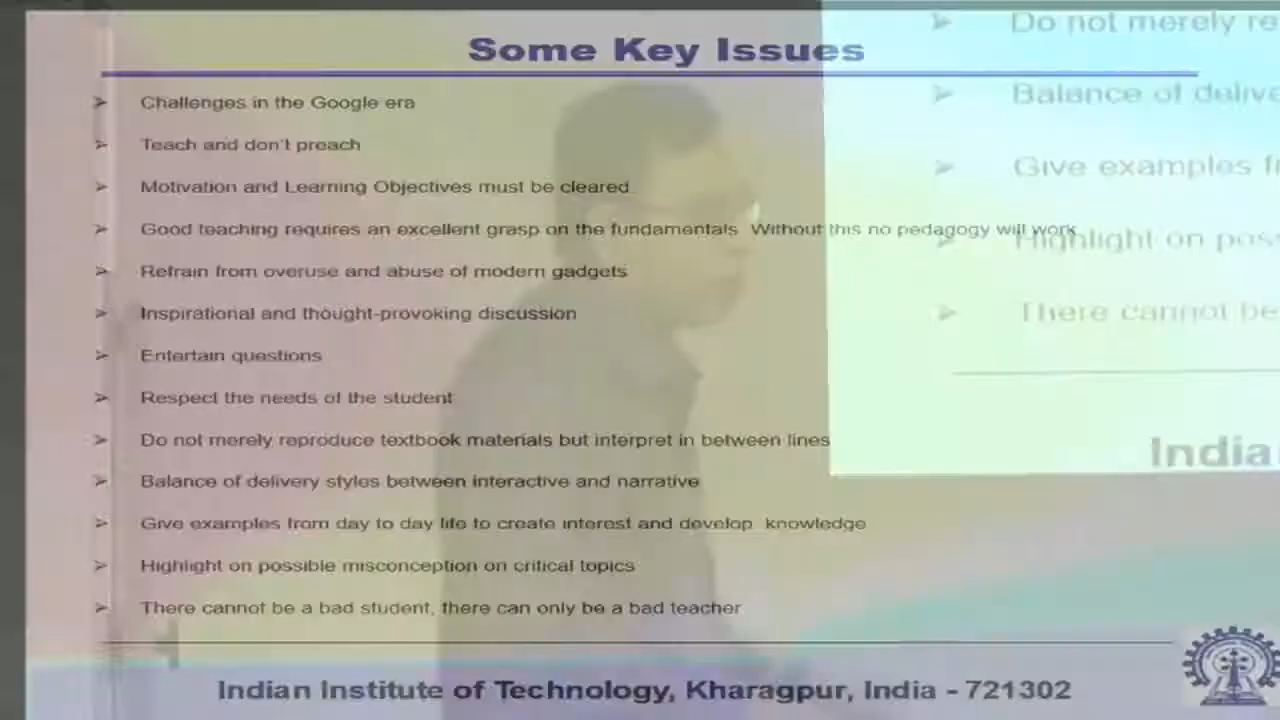 Some Key Issues
➢ Challenges in the Google era
➢ Teach and don't preach
➢ Motivation and Learning Objectives must be cleared.
➢ Good teaching requires an excellent grasp on the fundamentals. Without this no pedagogy will work.
➢ Refrain from overuse and abuse of modern gadgets
➢ Inspirational and thought-provoking discussion
➢ Entertain questions
➢ Respect the needs of the student
➢ Do not merely reproduce textbook materials but interpret in between lines
➢ Balance of delivery styles between interactive and narrative
➢ Give examples from day to day life to create interest and develop knowledge
➢ Highlight on possible misconception on critical topics
➢ There cannot be a bad student, there can only be a bad teacher
Indian Institute of Technology, Kharagpur, India - 721302
➢ Do not merely re
➢ Balance of delive
➢ Give examples
➢ Highlight on pos
➢ There cannot be
India